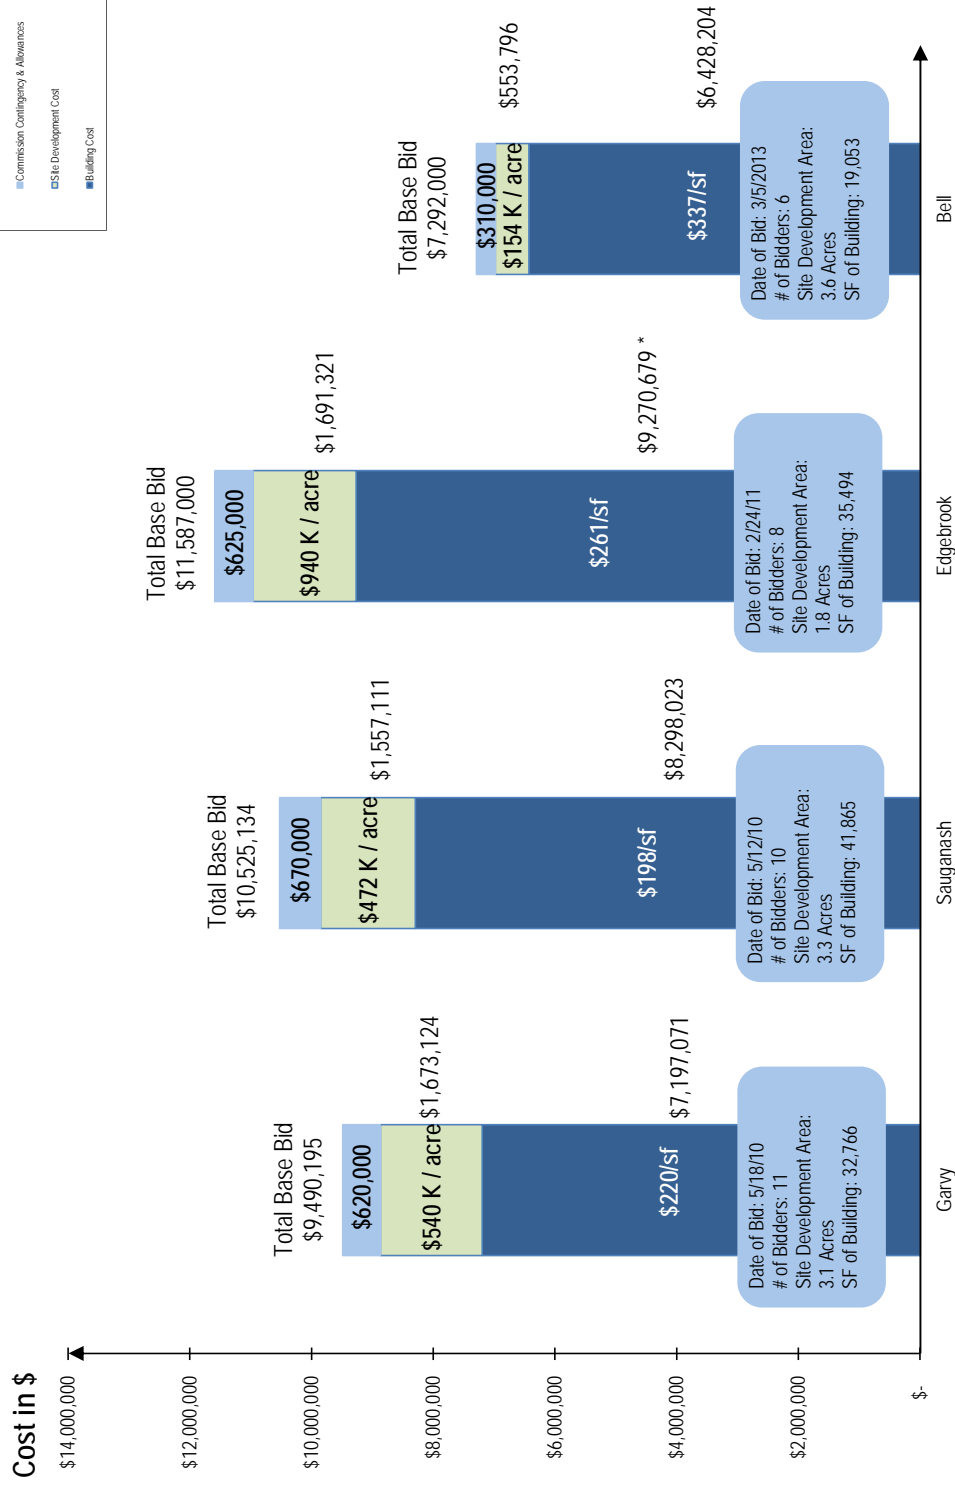 Cost in $
Commission Contingency & Allowances
Site Development Cost
Building Cost
$14,000,000
$12,000,000
$10,000,000
$8,000,000
$6,000,000
$4,000,000
$2,000,000
$-
Total Base Bid
$9,490,195
$620,000
$540 K / acre
$1,673,124
$220/sf
$7,197,071
Date of Bid: 5/18/10
# of Bidders: 11
Site Development Area:
3.1 Acres
SF of Building: 32,766
Garvy
Total Base Bid
$10,525,134
$670,000
$472 K / acre
$1,557,111
$198/sf
$8,298,023
Date of Bid: 5/12/10
# of Bidders: 10
Site Development Area:
3.3 Acres
SF of Building: 41,865
Sauganash
Total Base Bid
$11,587,000
$625,000
$940 K / acre
$1,691,321
$261/sf
$9,270,679 *
Date of Bid: 2/24/11
# of Bidders: 8
Site Development Area:
1.8 Acres
SF of Building: 35,494
Edgebrook
Total Base Bid
$7,292,000
$310,000
$154 K / acre
$553,796
$337/sf
$6,428,204
Date of Bid: 3/5/2013
# of Bidders: 6
Site Development Area:
3.6 Acres
SF of Building: 19,053
Bell